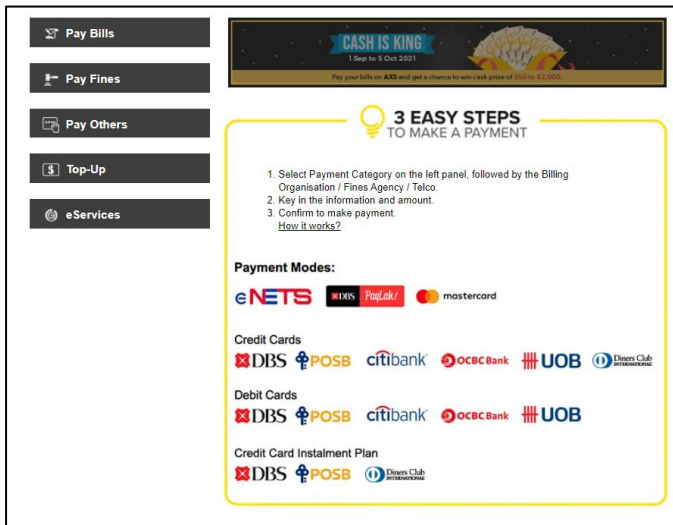 Pay Bills
Pay Fines
Pay Others
Top-Up
eServices
CASH IS KING
1 Sep to 5 Oct 2021
Pay your bills on AXS and get a chance to win cash prize of $50 to $2,000.
3 EASY STEPS
TO MAKE A PAYMENT
1. Select Payment Category on the left panel, followed by the Billing
Organisation / Fines Agency / Telco.
2. Key in the information and amount.
3. Confirm to make payment.
How it works?
Payment Modes:
eNETS DBS PayLah! mastercard
Credit Cards
DBS POSB citibank OCBC Bank UOB Diners Club INTERNATIONAL
Debit Cards
DBS POSB citibank OCBC Bank UOB
Credit Card Instalment Plan
DBS POSB Diners Club INTERNATIONAL